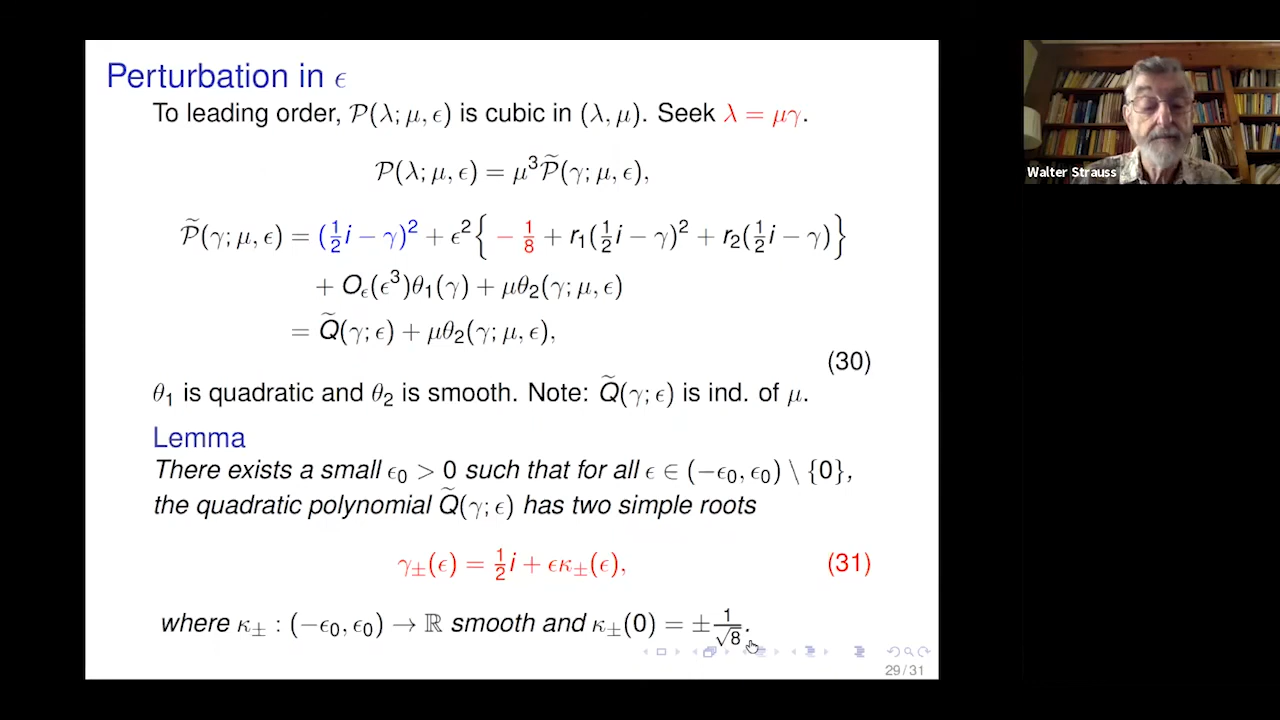 Perturbation in ϵ
To leading order, 𝒫(λ; μ, ϵ) is cubic in (λ, μ). Seek λ = μγ.
𝒫(λ; μ, ϵ) = μ³𝒫̃(γ; μ, ϵ),
𝒫̃(γ; μ, ϵ) = (½i − γ)² + ϵ²{ − ⅛ + r₁(½i − γ)² + r₂(½i − γ)}
+ O_ϵ(ϵ³)θ₁(γ) + μθ₂(γ; μ, ϵ)
= Q̃(γ; ϵ) + μθ₂(γ; μ, ϵ),
(30)
θ₁ is quadratic and θ₂ is smooth. Note: Q̃(γ; ϵ) is ind. of μ.
Lemma
There exists a small ϵ₀ > 0 such that for all ϵ ∈ (−ϵ₀, ϵ₀) \ {0},
the quadratic polynomial Q̃(γ; ϵ) has two simple roots
γ±(ϵ) = ½i + ϵκ±(ϵ), (31)
where κ± : (−ϵ₀, ϵ₀) → ℝ smooth and κ±(0) = ± 1/√8.
29 / 31
Walter Strauss